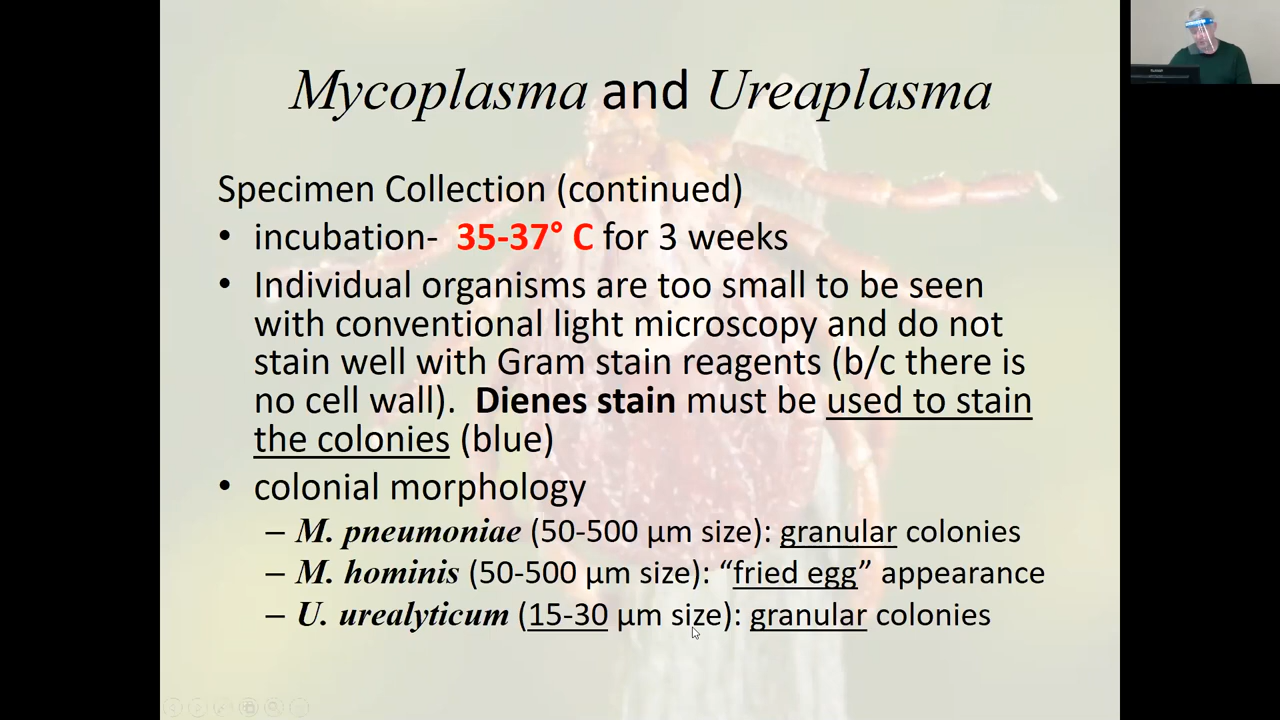 Mycoplasma and Ureaplasma
Specimen Collection (continued)
• incubation- 35-37° C for 3 weeks
• Individual organisms are too small to be seen
with conventional light microscopy and do not
stain well with Gram stain reagents (b/c there is
no cell wall). Dienes stain must be used to stain
the colonies (blue)
• colonial morphology
– M. pneumoniae (50-500 µm size): granular colonies
– M. hominis (50-500 µm size): “fried egg” appearance
– U. urealyticum (15-30 µm size): granular colonies